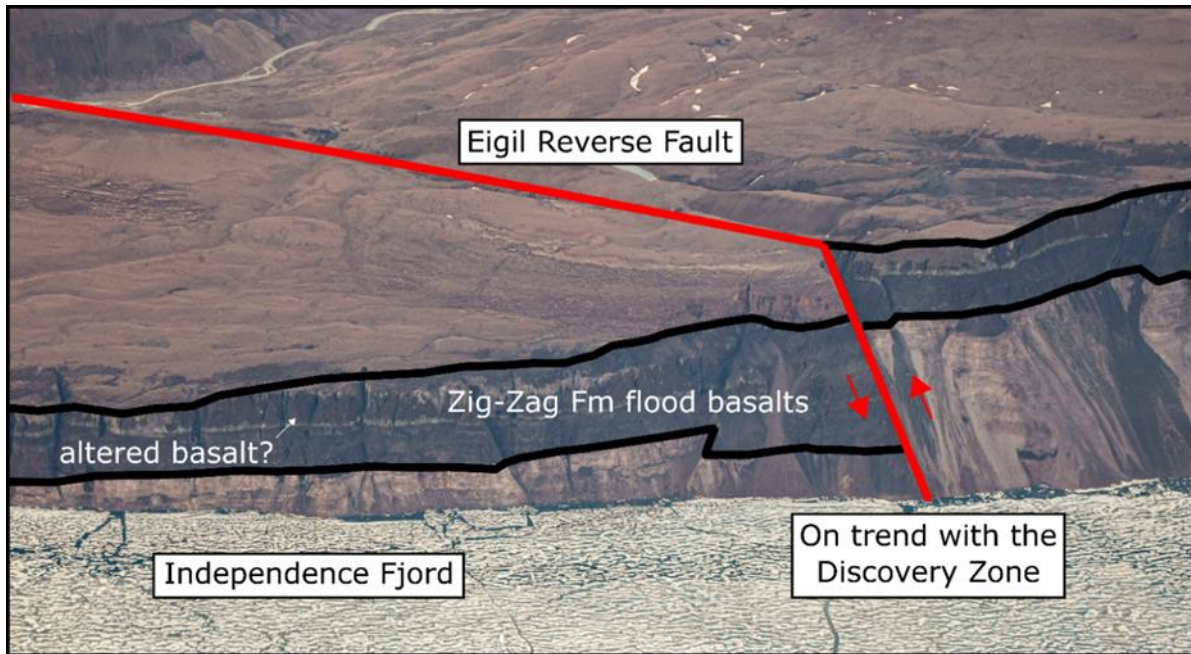 Eigil Reverse Fault
Zig-Zag Fm flood basalts
altered basalt?
Independence Fjord
On trend with the
Discovery Zone